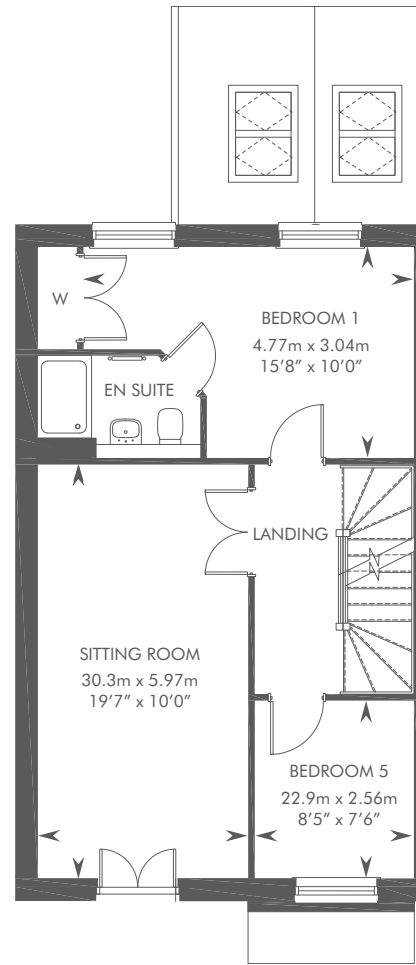 W
BEDROOM 1
4.77m x 3.04m
15’8” x 10’0”
EN SUITE
LANDING
SITTING ROOM
30.3m x 5.97m
19’7” x 10’0”
BEDROOM 5
22.9m x 2.56m
8’5” x 7’6”